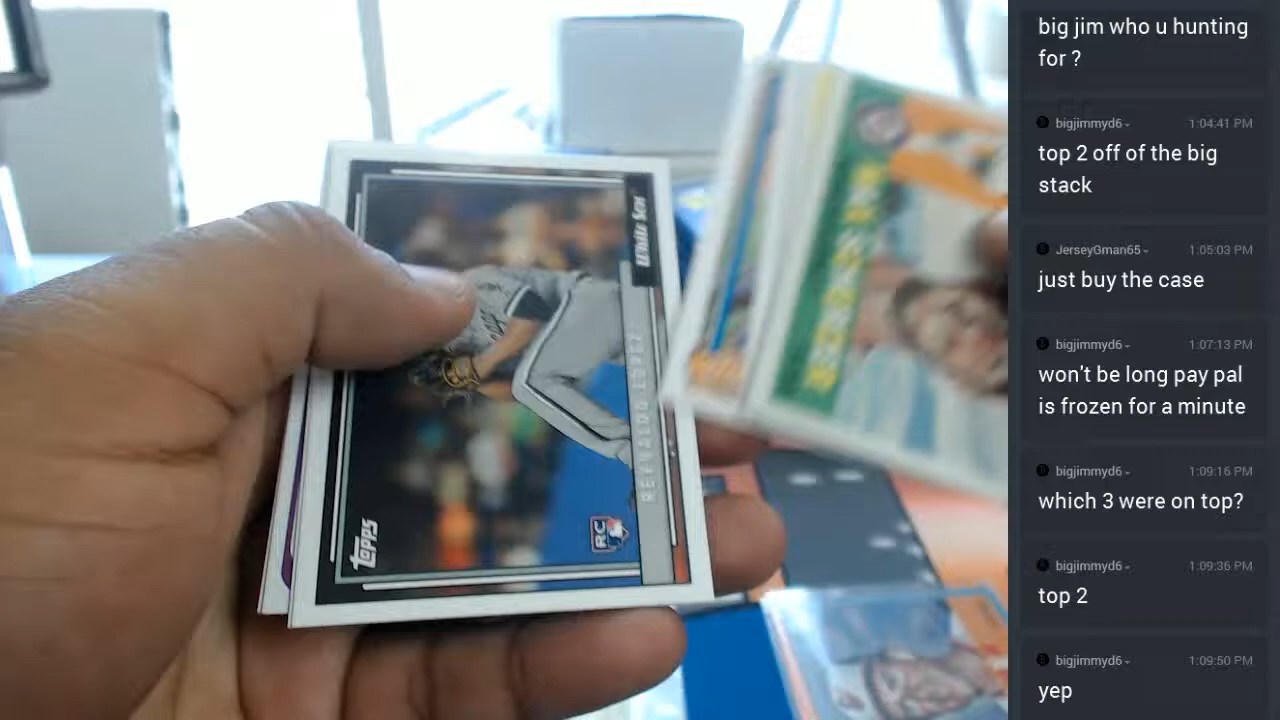 White Sox
REYNALDO LOPEZ
RC
TOPPS
big jim who u hunting
for ?
bigjimmyd6
1:04:41 PM
top 2 off of the big
stack
JerseyGman65
1:05:03 PM
just buy the case
bigjimmyd6
1:07:13 PM
won't be long pay pal
is frozen for a minute
bigjimmyd6
1:09:16 PM
which 3 were on top?
bigjimmyd6
1:09:36 PM
top 2
bigjimmyd6
1:09:50 PM
yep